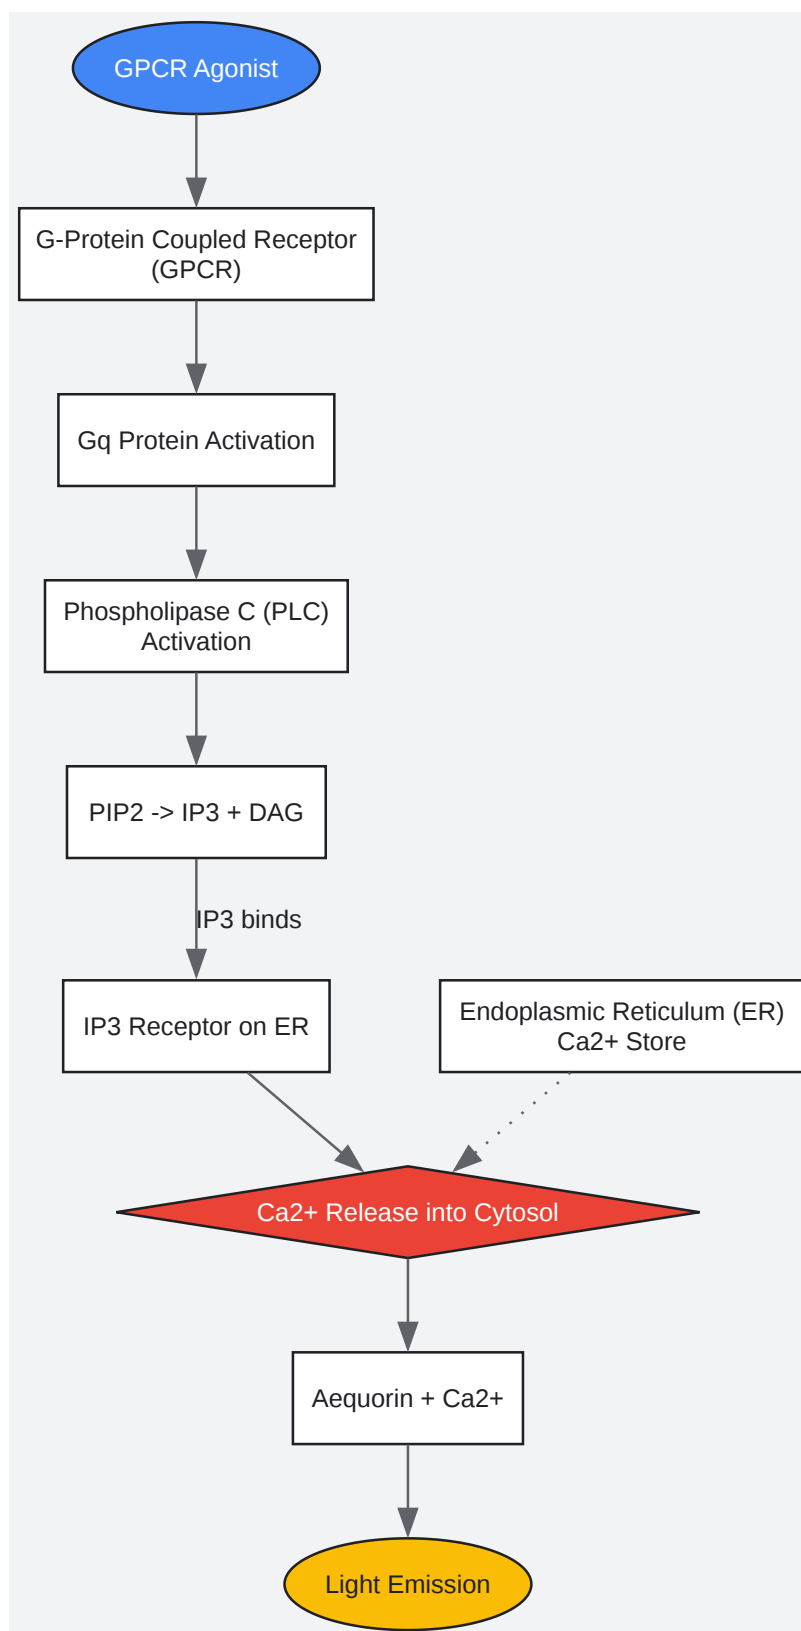 GPCR Agonist
G-Protein Coupled Receptor
(GPCR)
Gq Protein Activation
Phospholipase C (PLC)
Activation
PIP2 -> IP3 + DAG
IP3 binds
IP3 Receptor on ER
Endoplasmic Reticulum (ER)
Ca2+ Store
Ca2+ Release into Cytosol
Aequorin + Ca2+
Light Emission